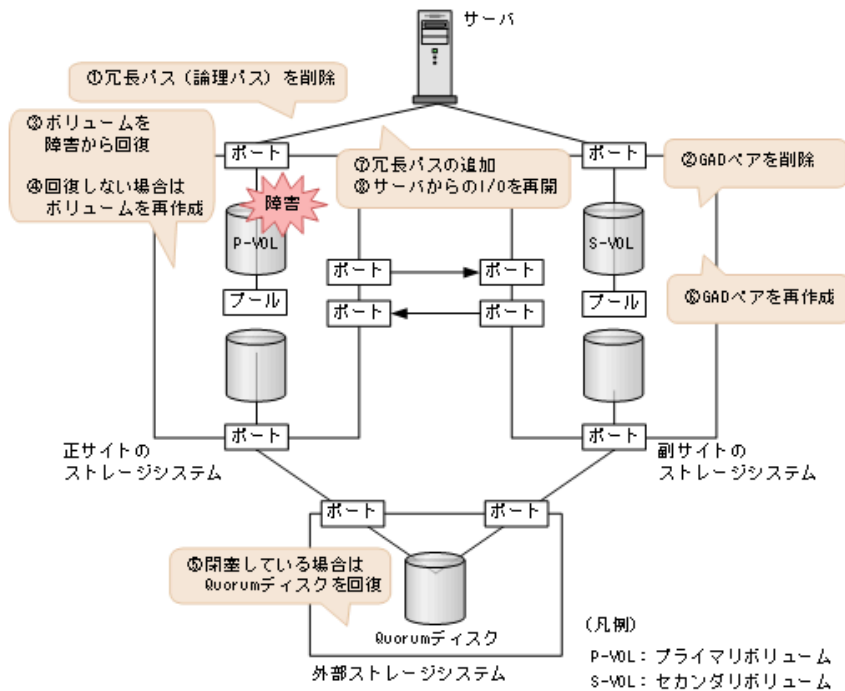 サーバ
①冗長パス（論理パス）を削除
③ボリュームを
障害から回復
④回復しない場合は
ボリュームを再作成
ポート
障害
P-VOL
プール
⑦冗長パスの追加
⑧サーバからのI/Oを再開
ポート
②GADペアを削除
S-VOL
プール
⑥GADペアを再作成
ポート
ポート
ポート
ポート
ポート
ポート
正サイトの
ストレージシステム
副サイトの
ストレージシステム
ポート
ポート
⑤閉塞している場合は
Quorumディスクを回復
Quorumディスク
外部ストレージシステム
(凡例)
P-VOL：プライマリボリューム
S-VOL：セカンダリボリューム